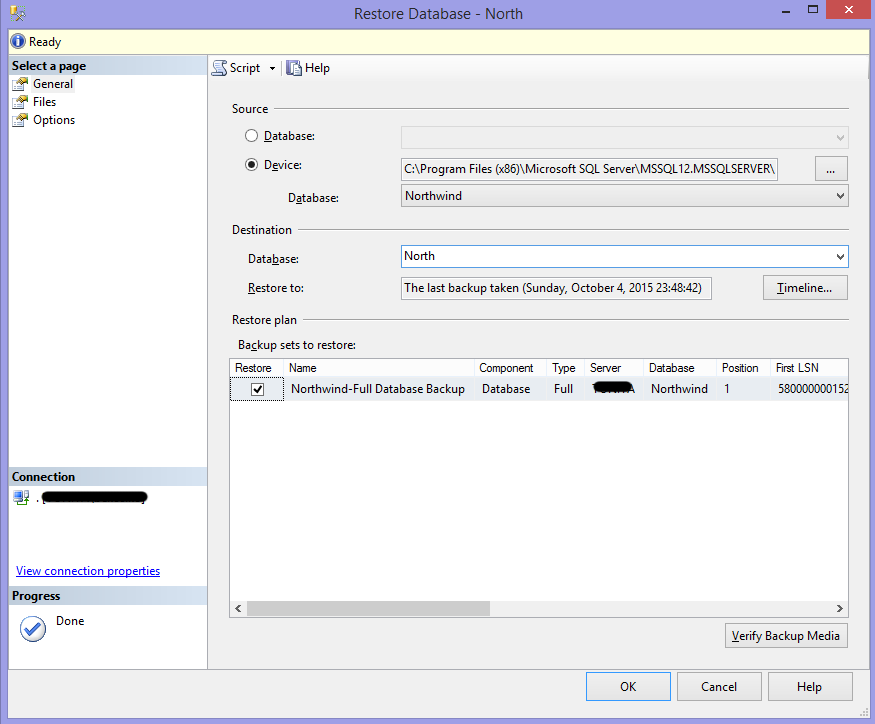 Restore Database - North
Ready
Select a page
General
Files
Options
Script Help
Source
Database:
Device: C:\Program Files (x86)\Microsoft SQL Server\MSSQL12.MSSQLSERVER\ ...
Database: Northwind
Destination
Database: North
Restore to: The last backup taken (Sunday, October 4, 2015 23:48:42) Timeline...
Restore plan
Backup sets to restore:
Restore Name Component Type Server Database Position First LSN
Northwind-Full Database Backup Database Full Northwind 1 580000000152
Connection
View connection properties
Progress
Done
Verify Backup Media
OK Cancel Help